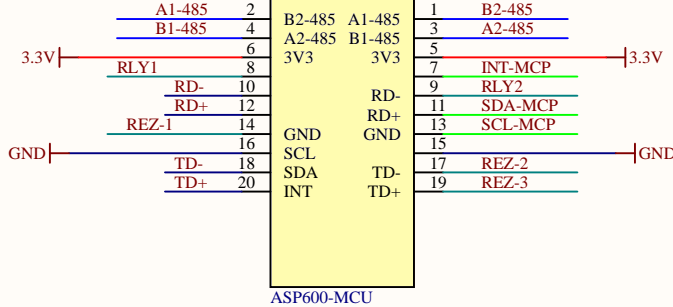 A1-485 2 B2-485 A1-485 1 B2-485
B1-485 4 A2-485 B1-485 3 A2-485
3.3V 6 3V3 3V3 5 3.3V
RLY1 8 7 INT-MCP
RD- 10 RD- 9 RLY2
RD+ 12 RD+ 11 SDA-MCP
REZ-1 14 GND GND 13 SCL-MCP
GND 16 SCL 15 GND
TD- 18 SDA TD- 17 REZ-2
TD+ 20 INT TD+ 19 REZ-3
ASP600-MCU